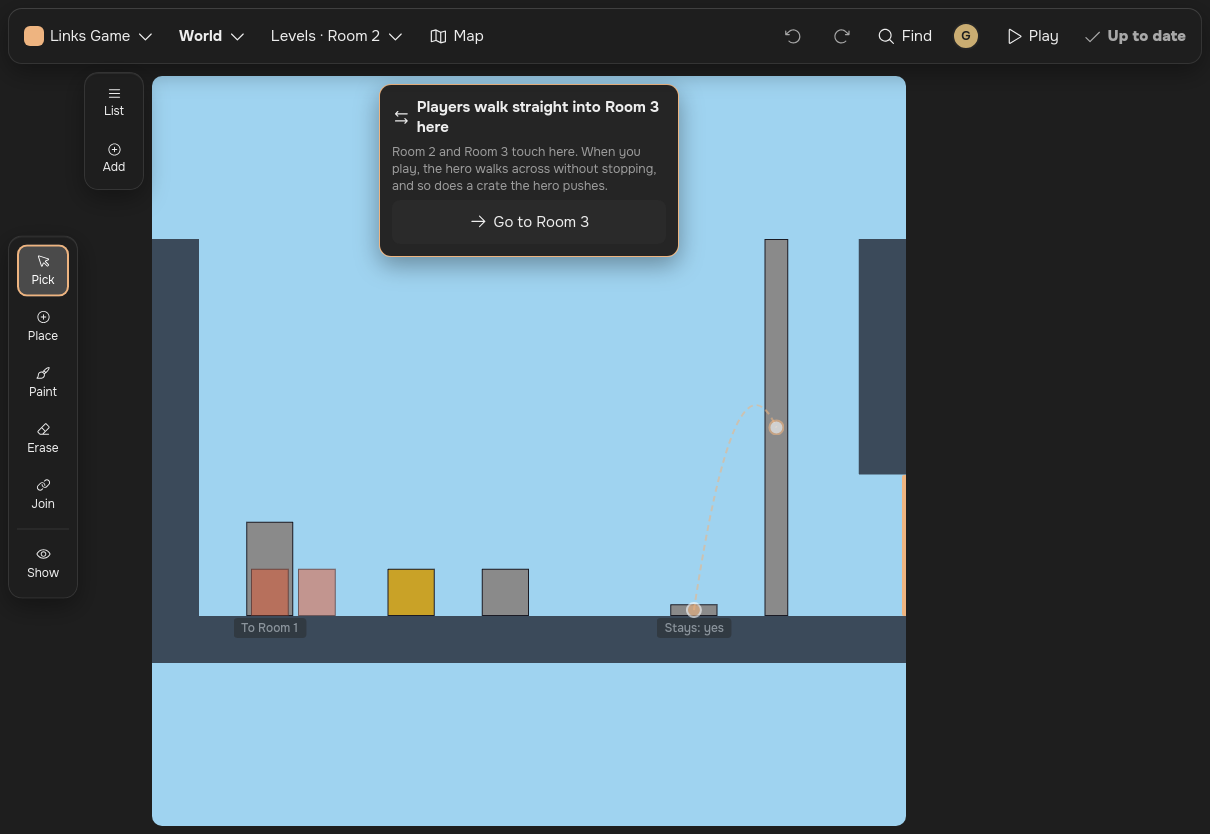 Links Game
World
Levels · Room 2
Map
Find
G
Play
Up to date
List
Add
Players walk straight into Room 3
here
Room 2 and Room 3 touch here. When you
play, the hero walks across without stopping,
and so does a crate the hero pushes.
Go to Room 3
Pick
Place
Paint
Erase
Join
Show
To Room 1
Stays: yes